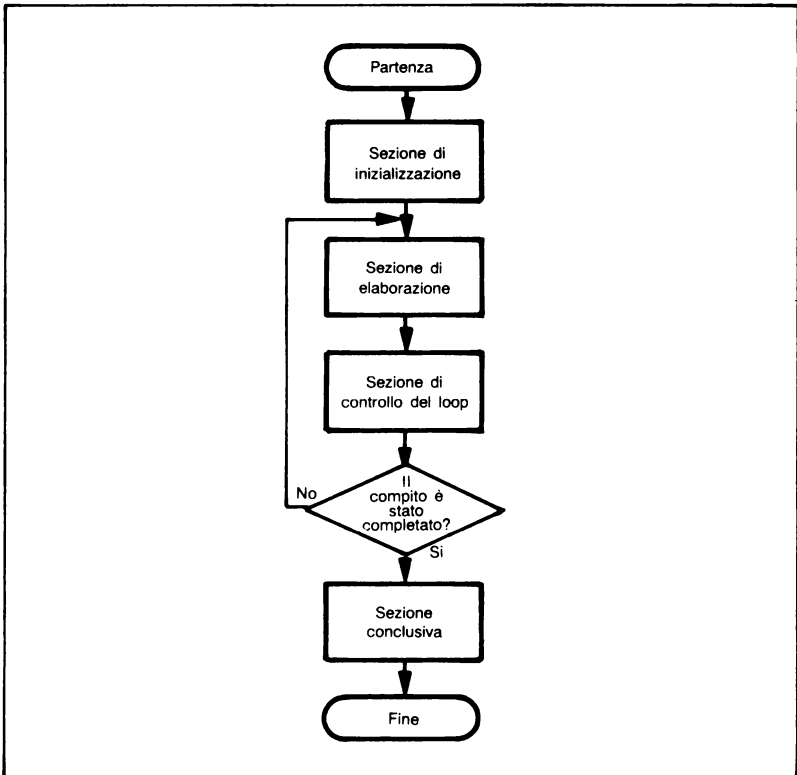 Partenza
Sezione di
inizializzazione
Sezione di
elaborazione
Sezione di
controllo del loop
Il
compito è
stato
completato?
No
Si
Sezione
conclusiva
Fine